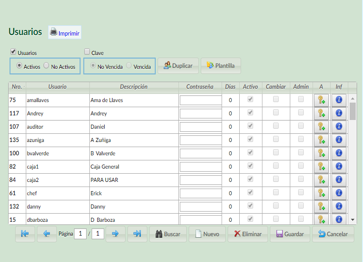 Usuarios Imprimir
Usuarios Clave
Activos No Activos No Vencida Vencida Duplicar Plantilla
Nro. Usuario Descripción Contraseña Dias Activo Cambiar Admin A Inf
75 amallaves Ama de Llaves 0
117 Andrey Andrey 0
107 auditor Daniel 0
135 azuniga A Zuñiga 0
100 bvalverde B Valverde 0
82 caja1 Caja General 0
84 caja2 PARA USAR 0
61 chef Erick 0
132 danny Danny 0
15 dbarboza D Barboza 0
Página 1 / 1 Buscar Nuevo Eliminar Guardar Cancelar